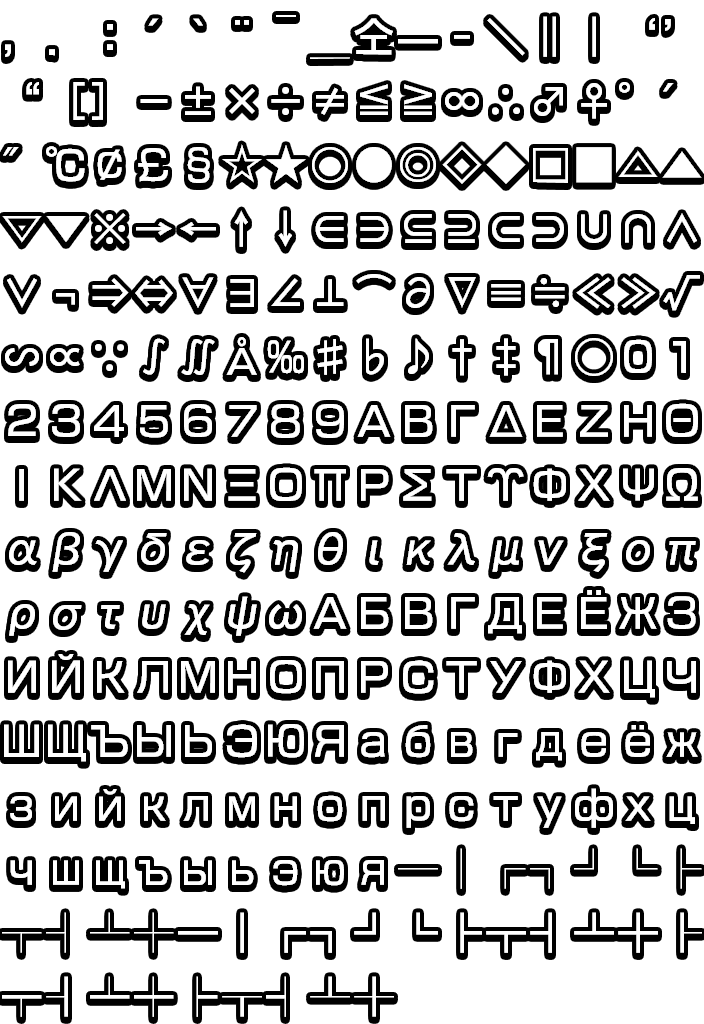 , . : ´ ` ¨ ‾ _ 仝 ― ‐ \ ‖ | ‘ ’
“ [ ] − ± × ÷ ≠ ≦ ≧ ∞ ∴ ♂ ♀ ° ′
″ ℃ ¢ £ § ☆ ★ ○ ● ◎ ◇ ◆ □ ■ △ ▲
▽ ▼ ※ → ← ↑ ↓ ∈ ∋ ⊆ ⊇ ⊂ ⊃ ∪ ∩ ∧
∨ ¬ ⇒ ⇔ ∀ ∃ ∠ ⊥ ⌒ ∂ ∇ ≡ ≒ ≪ ≫ √
∽ ∝ ∵ ∫ ∬ Å ‰ ♯ ♭ ♪ † ‡ ¶ ◯ 0 1
2 3 4 5 6 7 8 9 Α Β Γ Δ Ε Ζ Η Θ
Ι Κ Λ Μ Ν Ξ Ο Π Ρ Σ Τ Υ Φ Χ Ψ Ω
α β γ δ ε ζ η θ ι κ λ μ ν ξ ο π
ρ σ τ υ χ ψ ω А Б В Г Д Е Ё Ж З
И Й К Л М Н О П Р С Т У Ф Х Ц Ч
Ш Щ Ъ Ы Ь Э Ю Я а б в г д е ё ж
з и й к л м н о п р с т у ф х ц
ч ш щ ъ ы ь э ю я ─ │ ┌ ┐ ┘ └ ├
┬ ┤ ┴ ┼ ━ ┃ ┏ ┓ ┛ ┗ ┣ ┳ ┫ ┻ ╋ ┠
┯ ┨ ┷ ┿ ┝ ┰ ┥ ┸ ╂